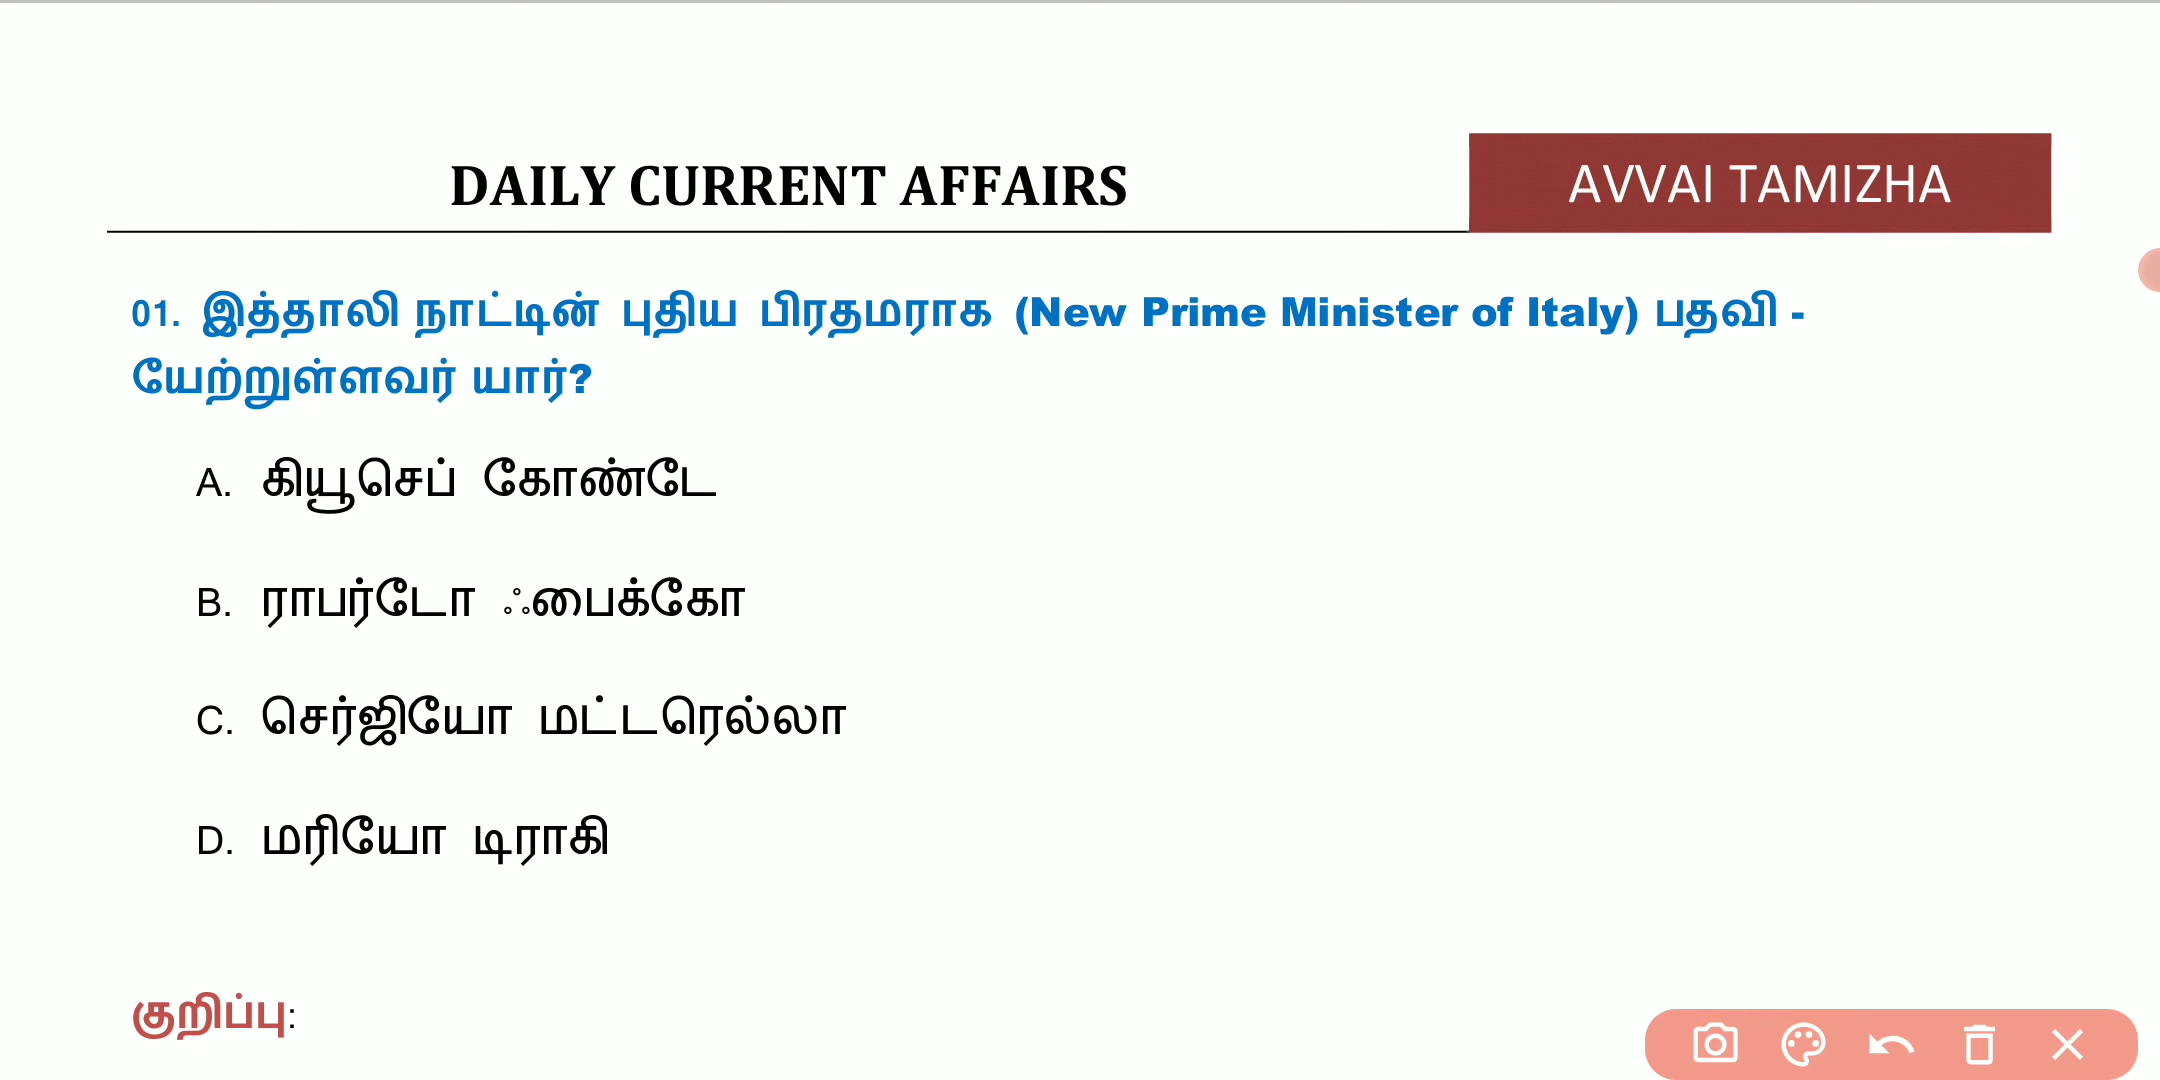 DAILY CURRENT AFFAIRS
AVVAI TAMIZHA
01. இத்தாலி நாட்டின் புதிய பிரதமராக (New Prime Minister of Italy) பதவி -
யேற்றுள்ளவர் யார்?
A. கியூசெப் கோண்டே
B. ராபர்டோ ஃபைக்கோ
C. செர்ஜியோ மட்டரெல்லா
D. மரியோ டிராகி
குறிப்பு: